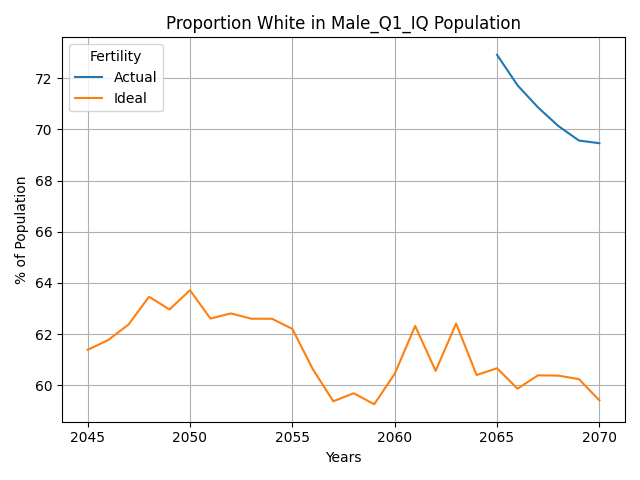 Proportion White in Male_Q1_IQ Population
Fertility
Actual
Ideal
% of Population
72
70
68
66
64
62
60
2045 2050 2055 2060 2065 2070
Years